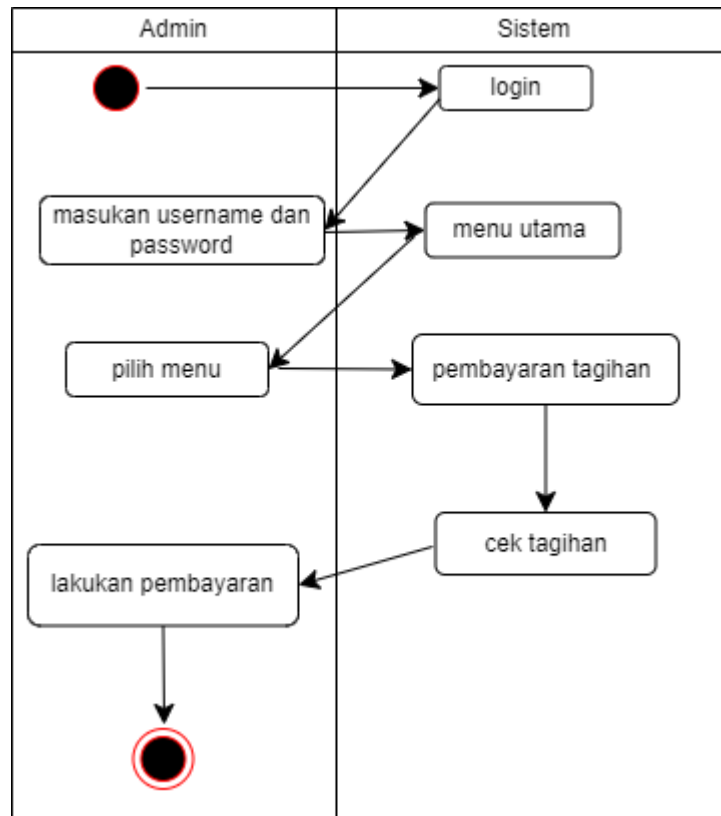 Admin
Sistem
login
masukan username dan
password
menu utama
pilih menu
pembayaran tagihan
cek tagihan
lakukan pembayaran